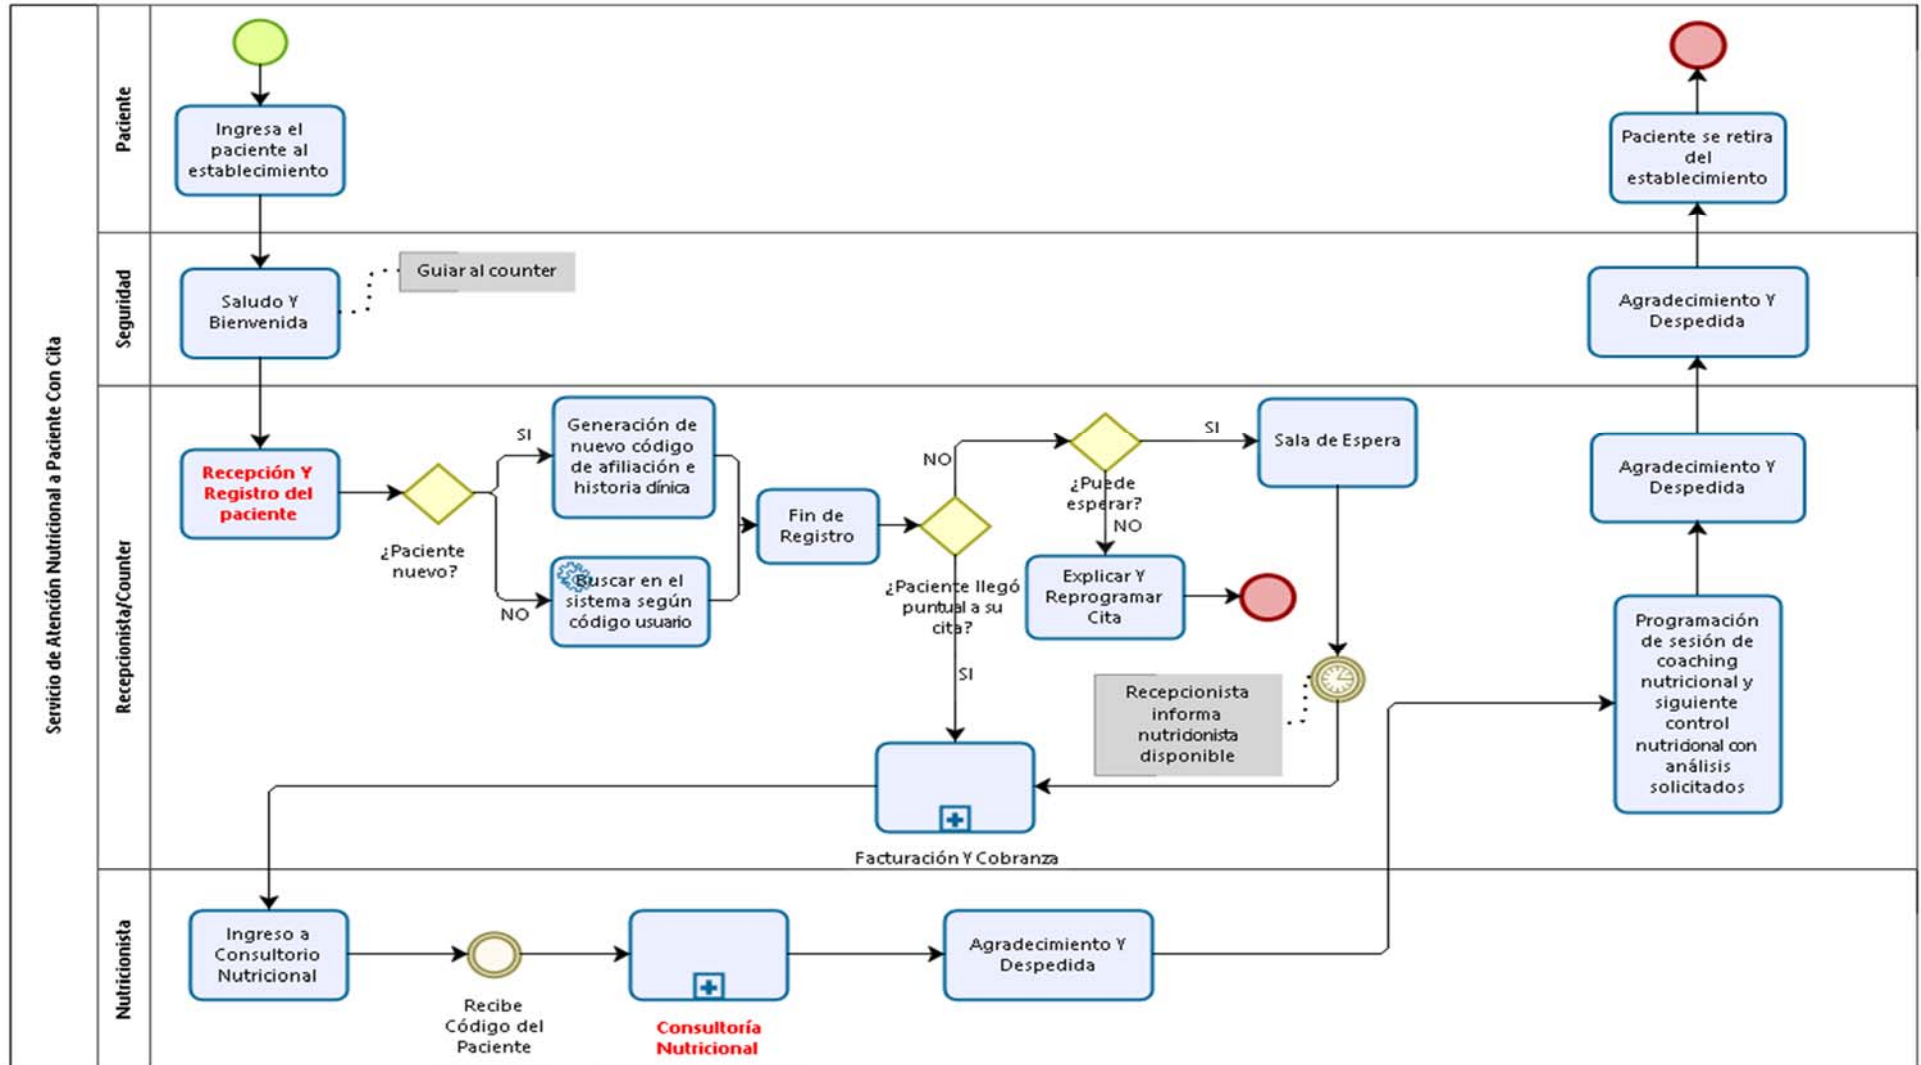 Servicio de Atención Nutricional a Paciente Con Cita
Paciente
Ingresa el
paciente al
establecimiento
Paciente se retira
del
establecimiento
Seguridad
Saludo Y
Bienvenida
Guiar al counter
Agradecimiento Y
Despedida
Recepcionista/Counter
Recepción Y
Registro del
paciente
¿Paciente
nuevo?
SI
Generación de
nuevo código
de afiliación e
historia clínica
NO
Buscar en el
sistema según
código usuario
Fin de
Registro
¿Paciente llegó
puntual a su
cita?
NO
SI
¿Puede
esperar?
SI
NO
Sala de Espera
Explicar Y
Reprogramar
Cita
Recepcionista
informa
nutricionista
disponible
Facturación Y Cobranza
Agradecimiento Y
Despedida
Programación
de sesión de
coaching
nutricional y
siguiente
control
nutricional con
análisis
solicitados
Nutricionista
Ingreso a
Consultorio
Nutricional
Recibe
Código del
Paciente
Consultoría
Nutricional
Agradecimiento Y
Despedida